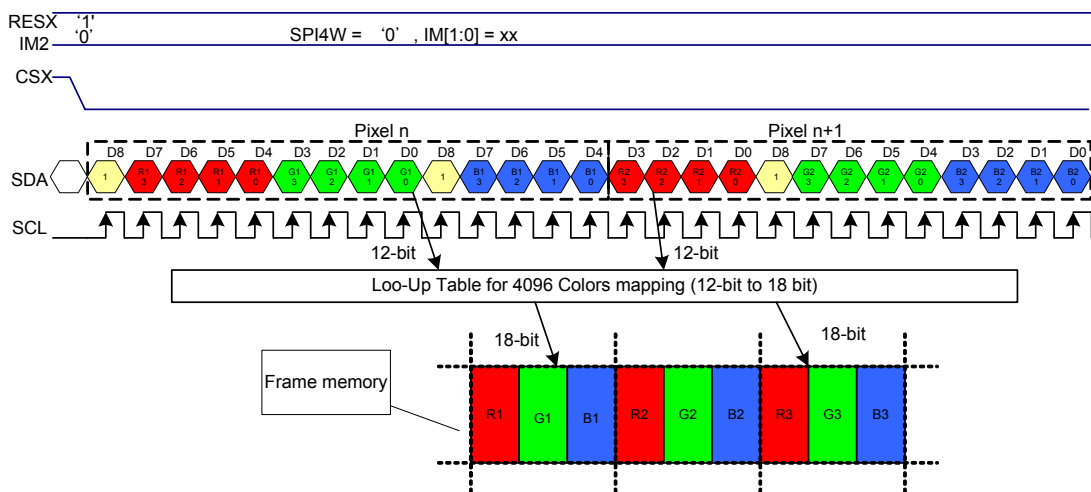 RESX ‘1’
IM2 ‘0’ SPI4W = ‘0’ , IM[1:0] = xx
CSX
Pixel n Pixel n+1
D8 D7 D6 D5 D4 D3 D2 D1 D0 D8 D7 D6 D5 D4 D3 D2 D1 D0 D8 D7 D6 D5 D4 D3 D2 D1 D0
SDA 1 R1 3 R1 2 R1 1 R1 0 G1 3 G1 2 G1 1 G1 0 1 B1 3 B1 2 B1 1 B1 0 R2 3 R2 2 R2 1 R2 0 1 G2 3 G2 2 G2 1 G2 0 B2 3 B2 2 B2 1 B2 0
SCL
12-bit 12-bit
Loo-Up Table for 4096 Colors mapping (12-bit to 18 bit)
18-bit 18-bit
Frame memory
R1 G1 B1 R2 G2 B2 R3 G3 B3